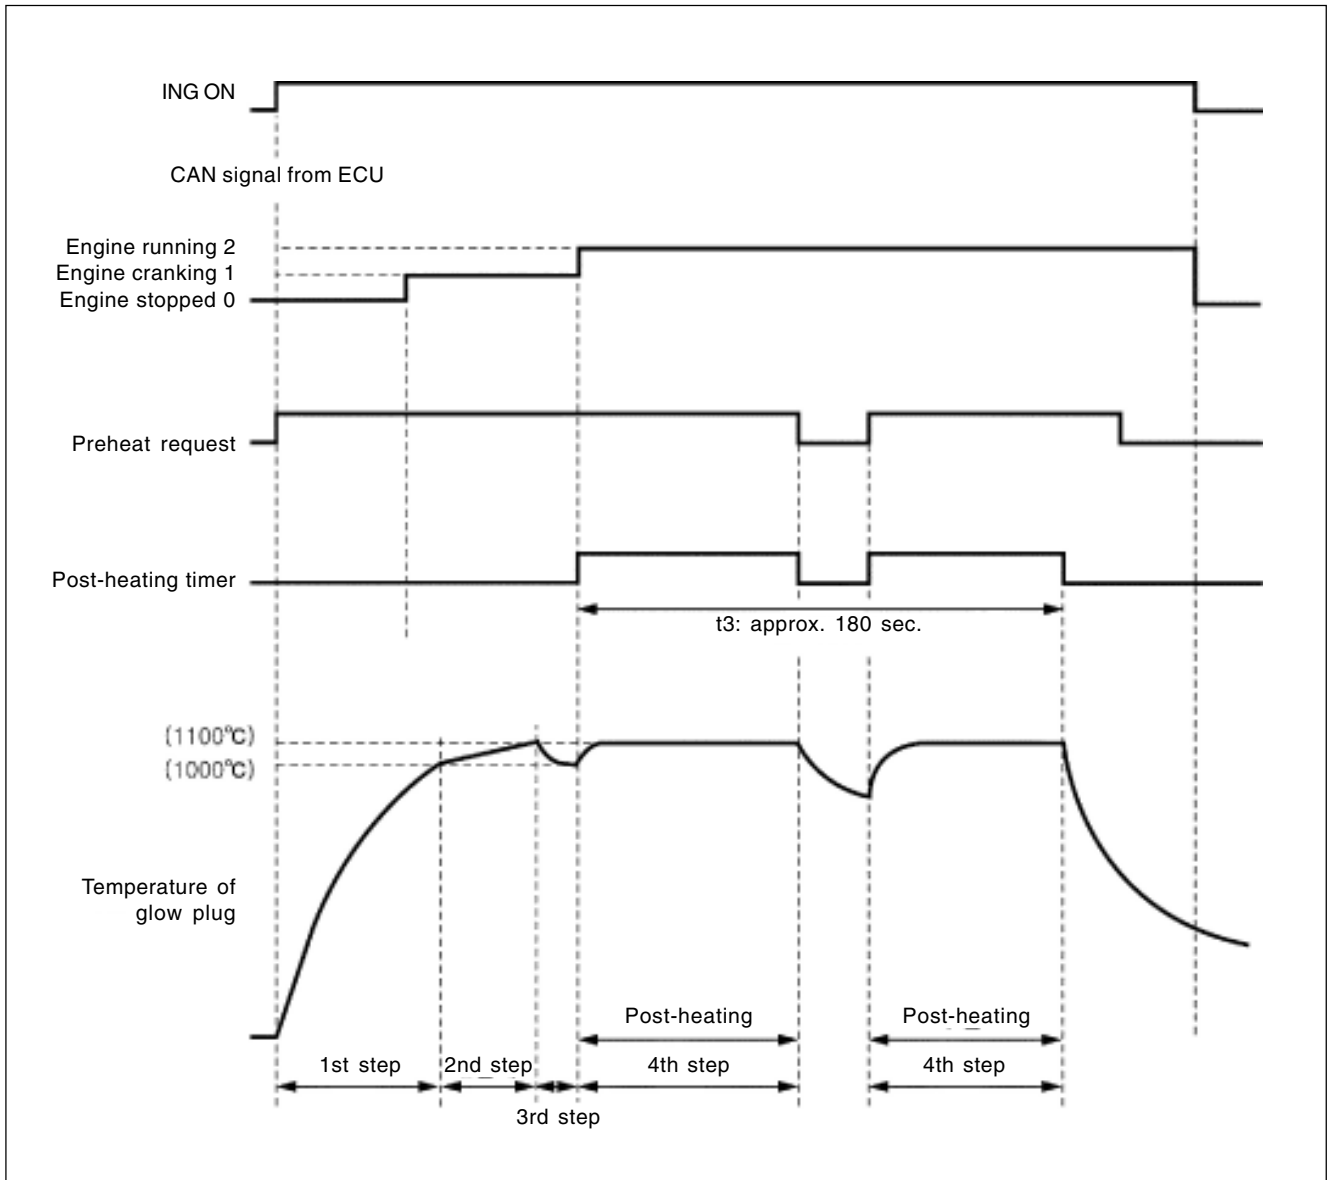 ING ON
CAN signal from ECU
Engine running 2
Engine cranking 1
Engine stopped 0
Preheat request
Post-heating timer
t3: approx. 180 sec.
(1100℃)
(1000℃)
Temperature of
glow plug
Post-heating Post-heating
1st step 2nd step 4th step 4th step
3rd step